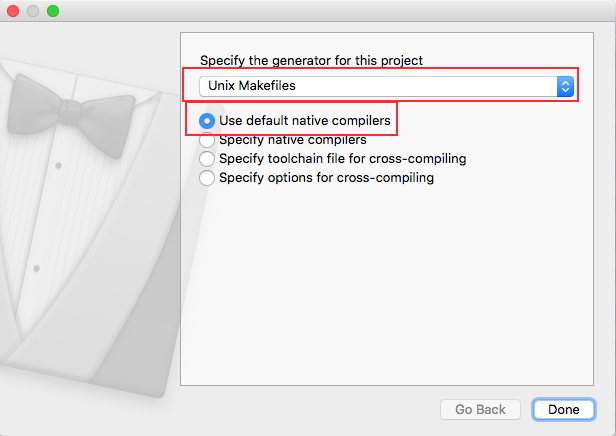 Specify the generator for this project
Unix Makefiles
Use default native compilers
Specify native compilers
Specify toolchain file for cross-compiling
Specify options for cross-compiling
Go Back
Done